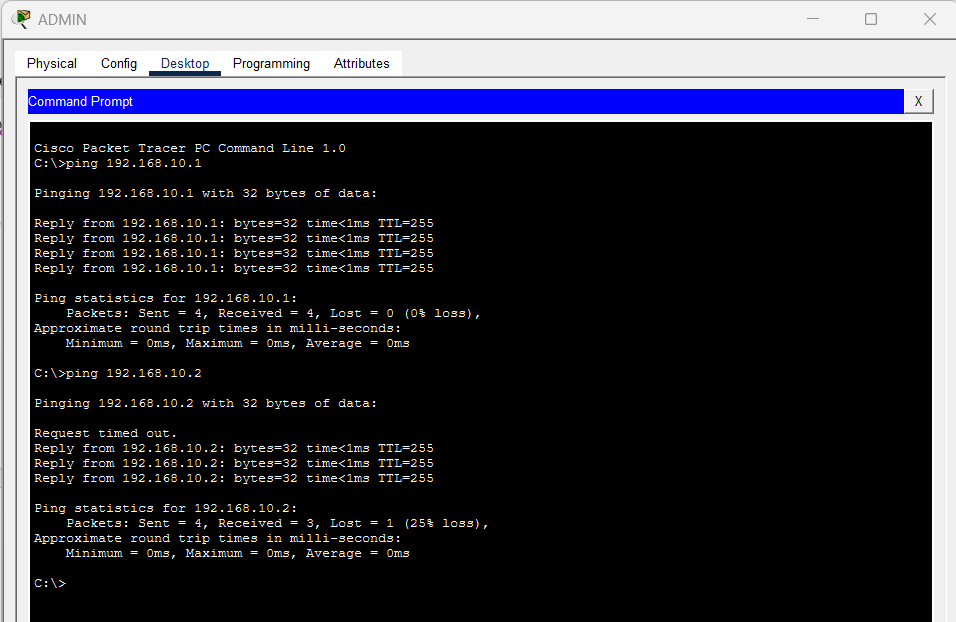 ADMIN
Physical Config Desktop Programming Attributes
Command Prompt
X
Cisco Packet Tracer PC Command Line 1.0
C:\>ping 192.168.10.1
Pinging 192.168.10.1 with 32 bytes of data:
Reply from 192.168.10.1: bytes=32 time<1ms TTL=255
Reply from 192.168.10.1: bytes=32 time<1ms TTL=255
Reply from 192.168.10.1: bytes=32 time<1ms TTL=255
Reply from 192.168.10.1: bytes=32 time<1ms TTL=255
Ping statistics for 192.168.10.1:
Packets: Sent = 4, Received = 4, Lost = 0 (0% loss),
Approximate round trip times in milli-seconds:
Minimum = 0ms, Maximum = 0ms, Average = 0ms
C:\>ping 192.168.10.2
Pinging 192.168.10.2 with 32 bytes of data:
Request timed out.
Reply from 192.168.10.2: bytes=32 time<1ms TTL=255
Reply from 192.168.10.2: bytes=32 time<1ms TTL=255
Reply from 192.168.10.2: bytes=32 time<1ms TTL=255
Ping statistics for 192.168.10.2:
Packets: Sent = 4, Received = 3, Lost = 1 (25% loss),
Approximate round trip times in milli-seconds:
Minimum = 0ms, Maximum = 0ms, Average = 0ms
C:\>